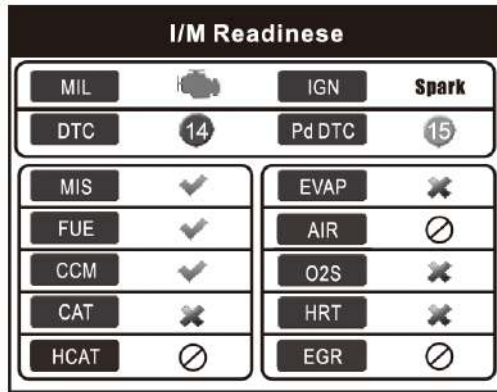 I/M Readinese
MIL IGN Spark
DTC 14 Pd DTC 15
MIS EVAP
FUE AIR
CCM O2S
CAT HRT
HCAT EGR